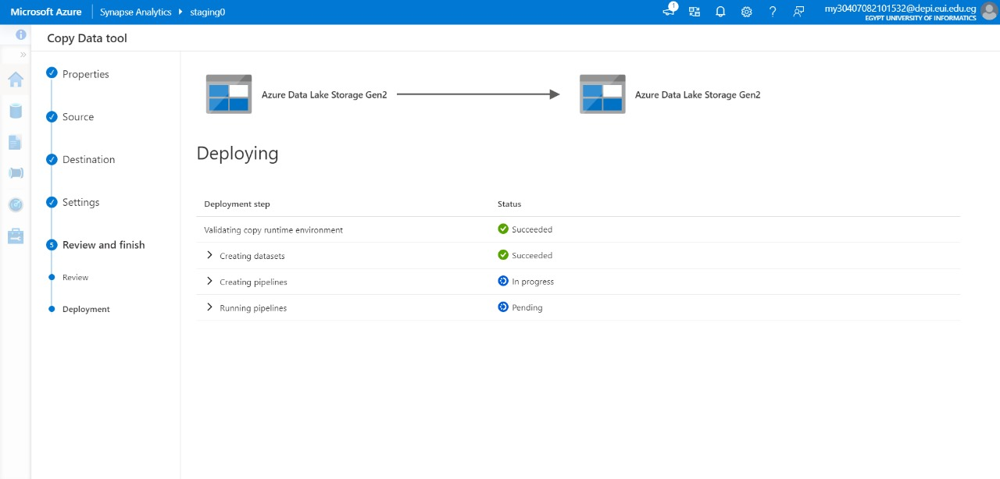 Microsoft Azure Synapse Analytics staging0 1 my30407082101532@depi.eui.edu.eg
EGYPT UNIVERSITY OF INFORMATICS
Copy Data tool
Properties
Source
Destination
Settings
5 Review and finish
Review
Deployment
Azure Data Lake Storage Gen2 Azure Data Lake Storage Gen2
Deploying
Deployment step Status
Validating copy runtime environment Succeeded
Creating datasets Succeeded
Creating pipelines In progress
Running pipelines Pending